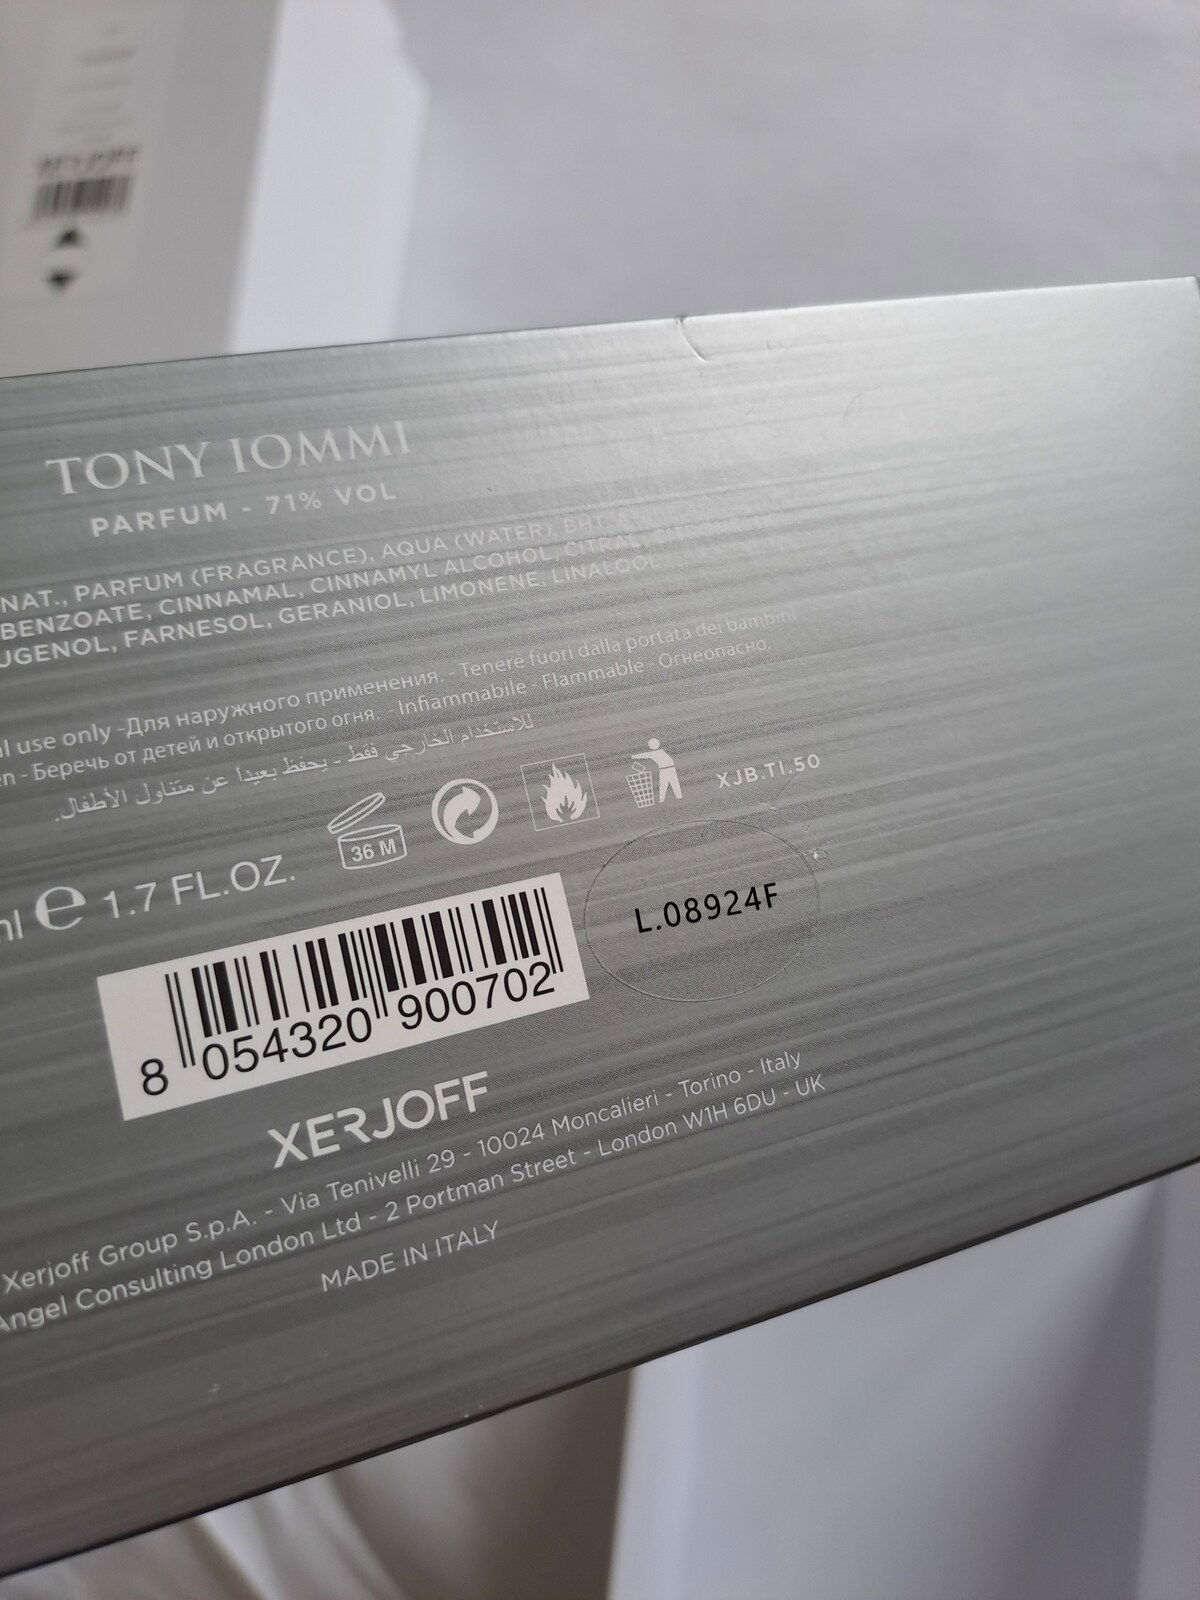 TONY IOMMI
PARFUM - 71% VOL
NAT., PARFUM (FRAGRANCE), AQUA (WATER),
BENZOATE, CINNAMAL, CINNAMYL ALCOHOL, CITRAL,
UGENOL, FARNESOL, GERANIOL, LIMONENE, LINALOOL
l use only -Для наружного применения. - Tenere fuori dalla portata dei bambini
en - Беречь от детей и открытого огня. - Infiammabile - Flammable - Огнеопасно.
للاستخدام الخارجي فقط - يحفظ بعيداً عن متناول الأطفال.
36 M
XJB.TI.50
ml e 1.7 FL.OZ.
L.08924F
8 054320 900702
XERJOFF
Xerjoff Group S.p.A. - Via Tenivelli 29 - 10024 Moncalieri - Torino - Italy
Angel Consulting London Ltd - 2 Portman Street - London W1H 6DU - UK
MADE IN ITALY